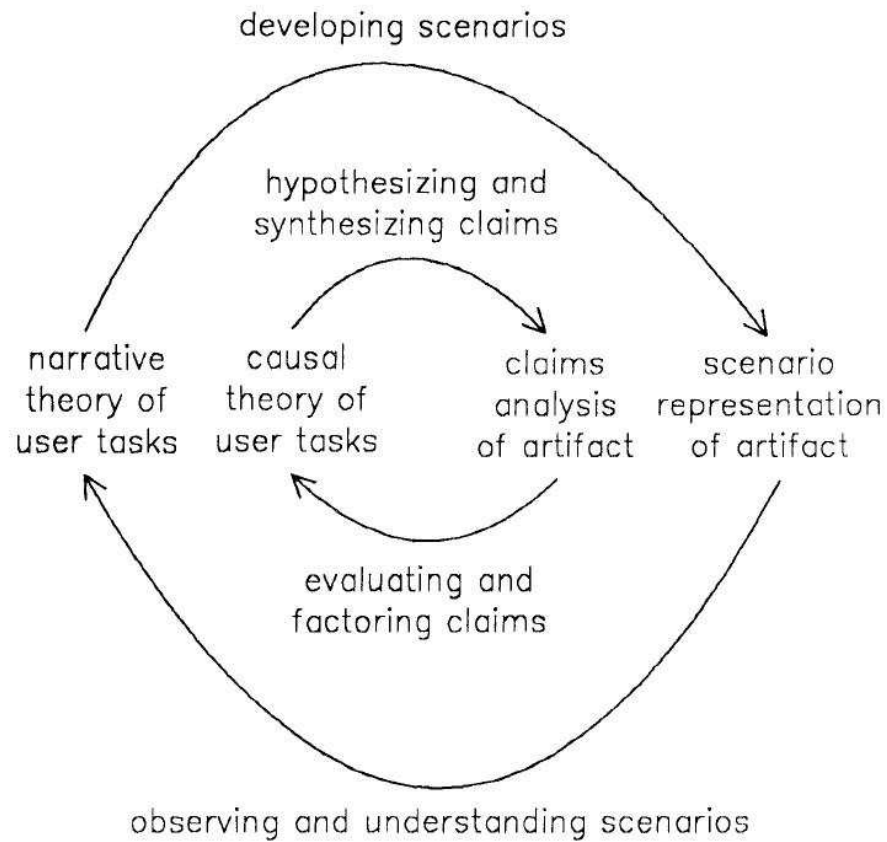 developing scenarios
hypothesizing and
synthesizing claims
narrative
theory of
user tasks
causal
theory of
user tasks
claims
analysis
of artifact
scenario
representation
of artifact
evaluating and
factoring claims
observing and understanding scenarios